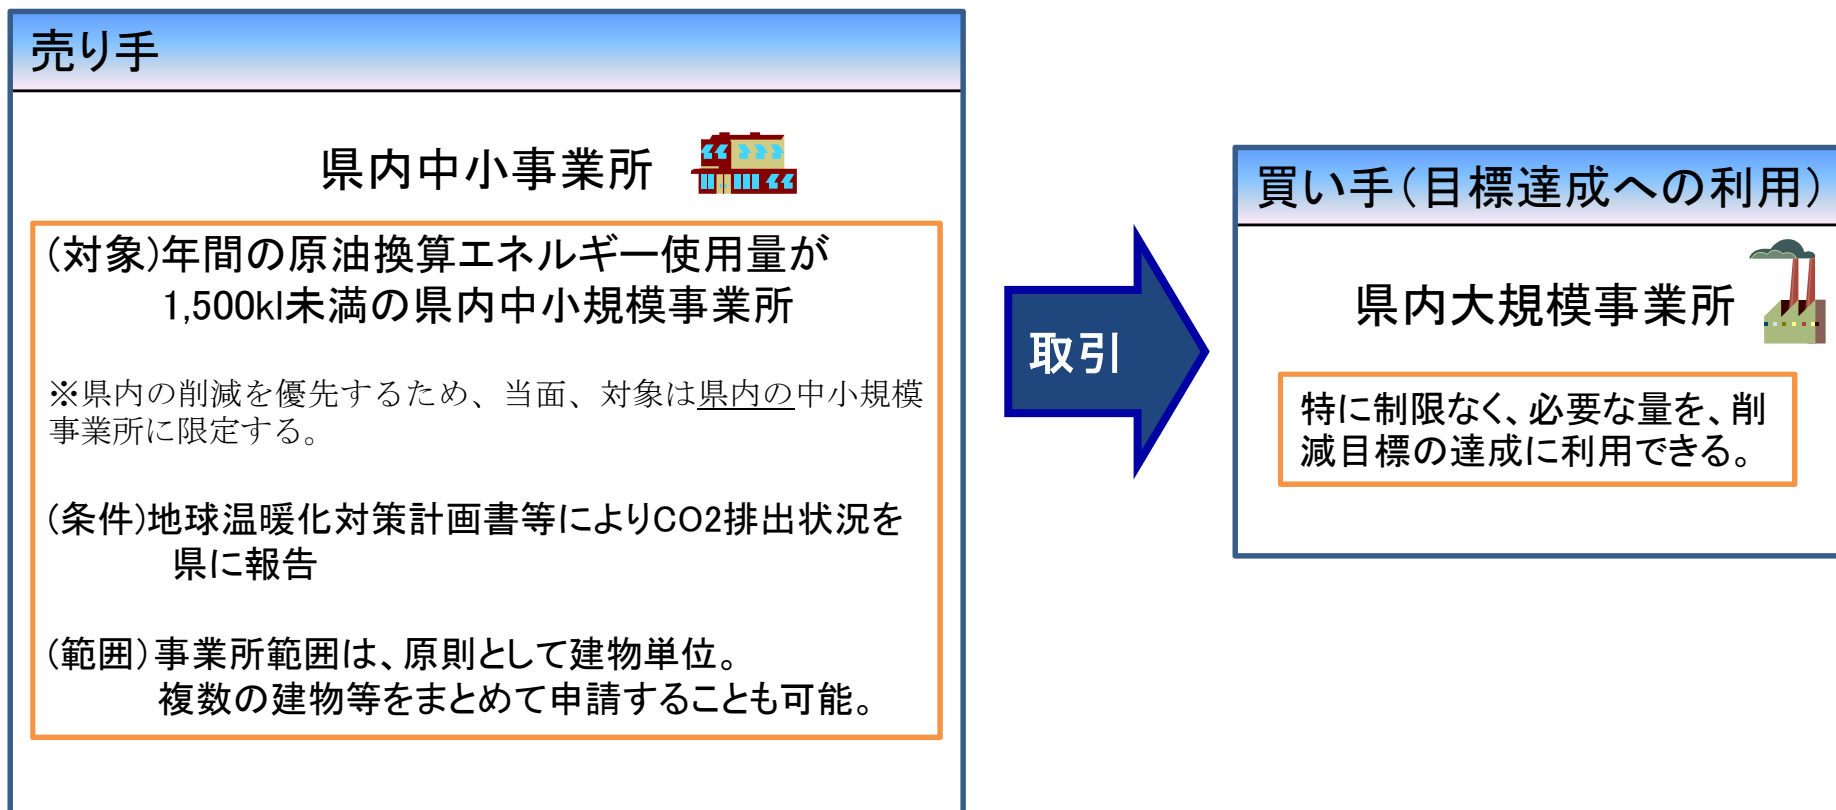 売り手
県内中小事業所
(対象)年間の原油換算エネルギー使用量が
1,500kl未満の県内中小規模事業所
※県内の削減を優先するため、当面、対象は県内の中小規模
事業所に限定する。
(条件)地球温暖化対策計画書等によりCO2排出状況を
県に報告
(範囲)事業所範囲は、原則として建物単位。
複数の建物等をまとめて申請することも可能。
取引
買い手(目標達成への利用)
県内大規模事業所
特に制限なく、必要な量を、削
減目標の達成に利用できる。